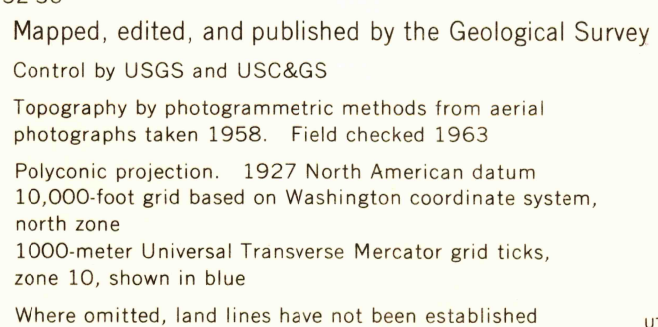 Mapped, edited, and published by the Geological Survey
Control by USGS and USC&GS
Topography by photogrammetric methods from aerial
photographs taken 1958. Field checked 1963
Polyconic projection. 1927 North American datum
10,000-foot grid based on Washington coordinate system,
north zone
1000-meter Universal Transverse Mercator grid ticks,
zone 10, shown in blue
Where omitted, land lines have not been established